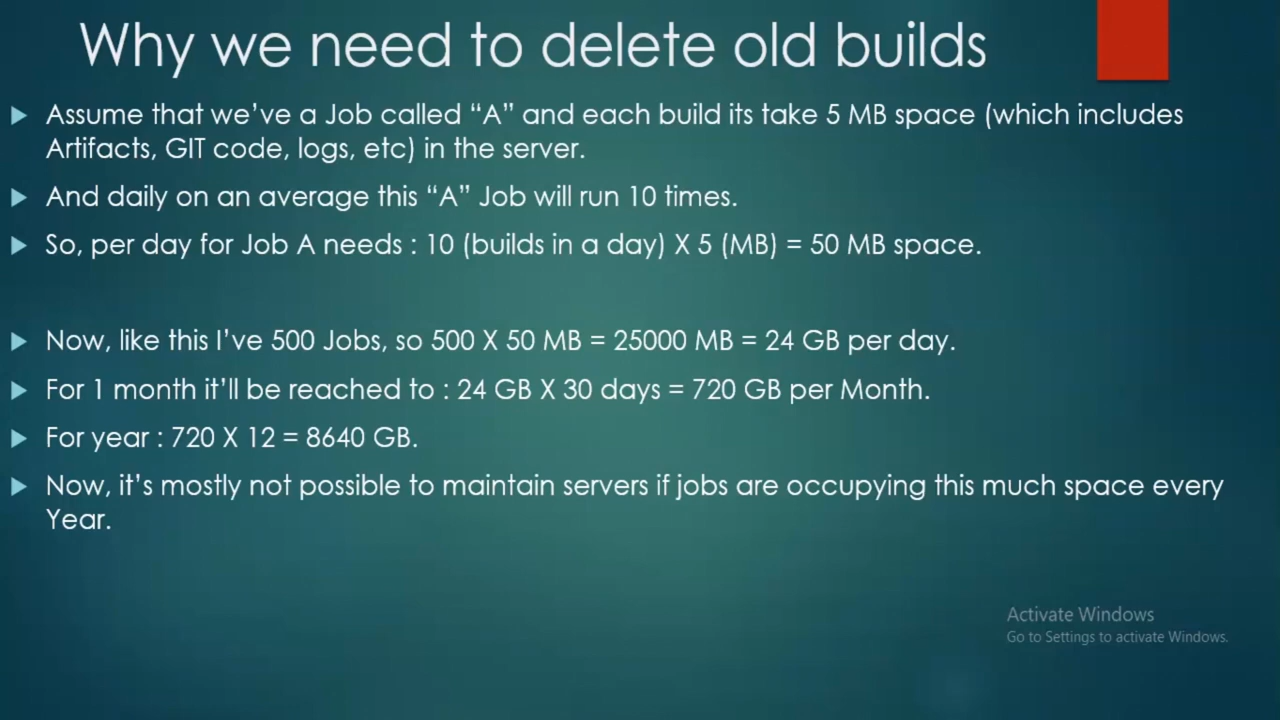 Why we need to delete old builds
Assume that we've a Job called “A” and each build its take 5 MB space (which includes
Artifacts, GIT code, logs, etc) in the server.
And daily on an average this “A” Job will run 10 times.
So, per day for Job A needs : 10 (builds in a day) X 5 (MB) = 50 MB space.
Now, like this I've 500 Jobs, so 500 X 50 MB = 25000 MB = 24 GB per day.
For 1 month it'll be reached to : 24 GB X 30 days = 720 GB per Month.
For year : 720 X 12 = 8640 GB.
Now, it's mostly not possible to maintain servers if jobs are occupying this much space every
Year.
Activate Windows
Go to Settings to activate Windows.